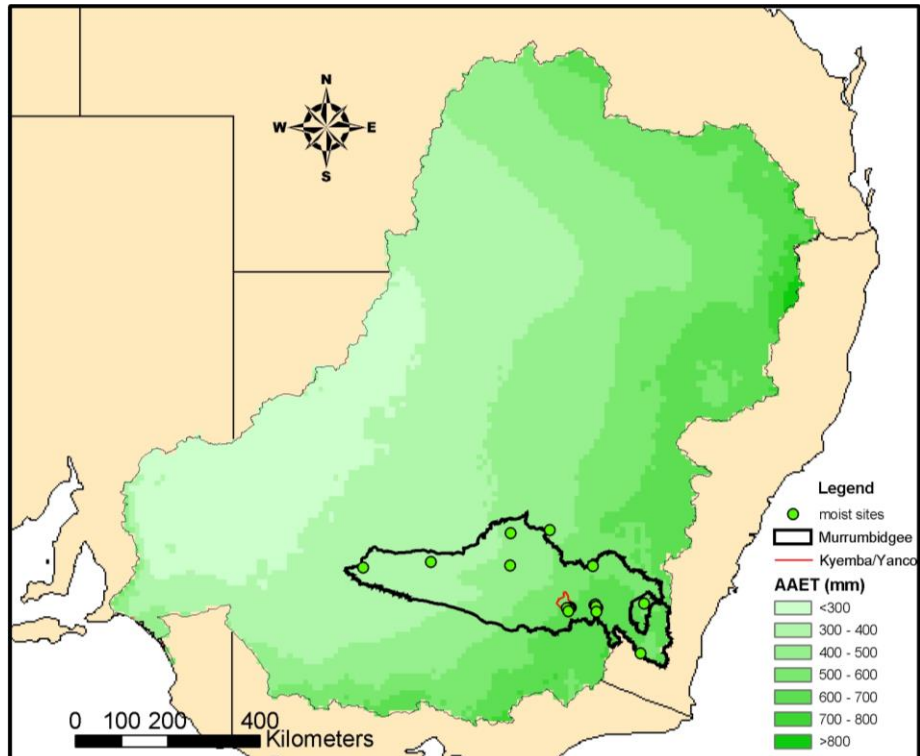 N
W E
S
Legend
moist sites
Murrumbidgee
Kyemba/Yanco
AAET (mm)
<300
300 - 400
400 - 500
500 - 600
600 - 700
700 - 800
>800
0 100 200 400
Kilometers